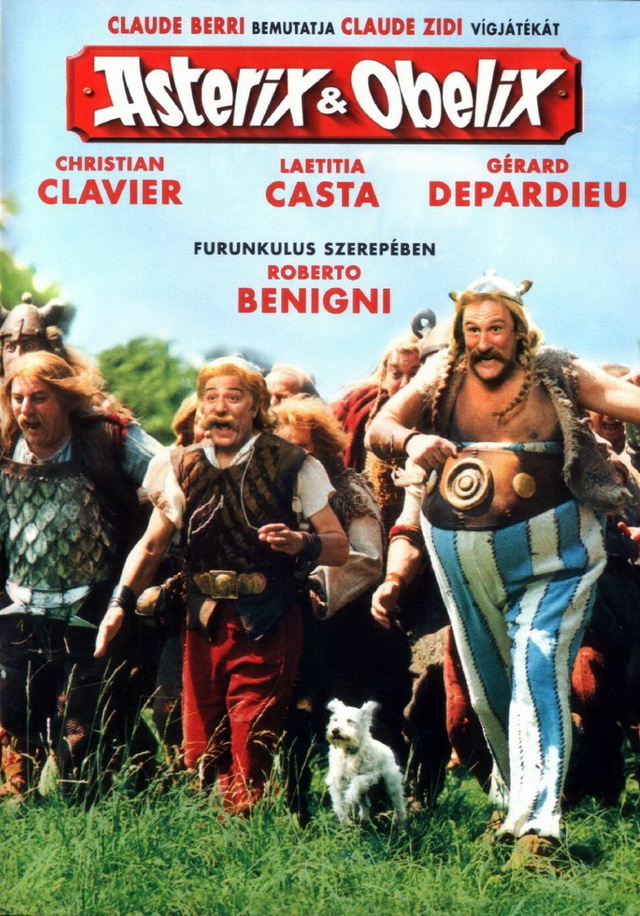 CLAUDE BERRI BEMUTATJA CLAUDE ZIDI VÍGJÁTÉKÁT
Asterix & Obelix
CHRISTIAN CLAVIER
LAETITIA CASTA
GÉRARD DEPARDIEU
FURUNKULUS SZEREPÉBEN
ROBERTO
BENIGNI